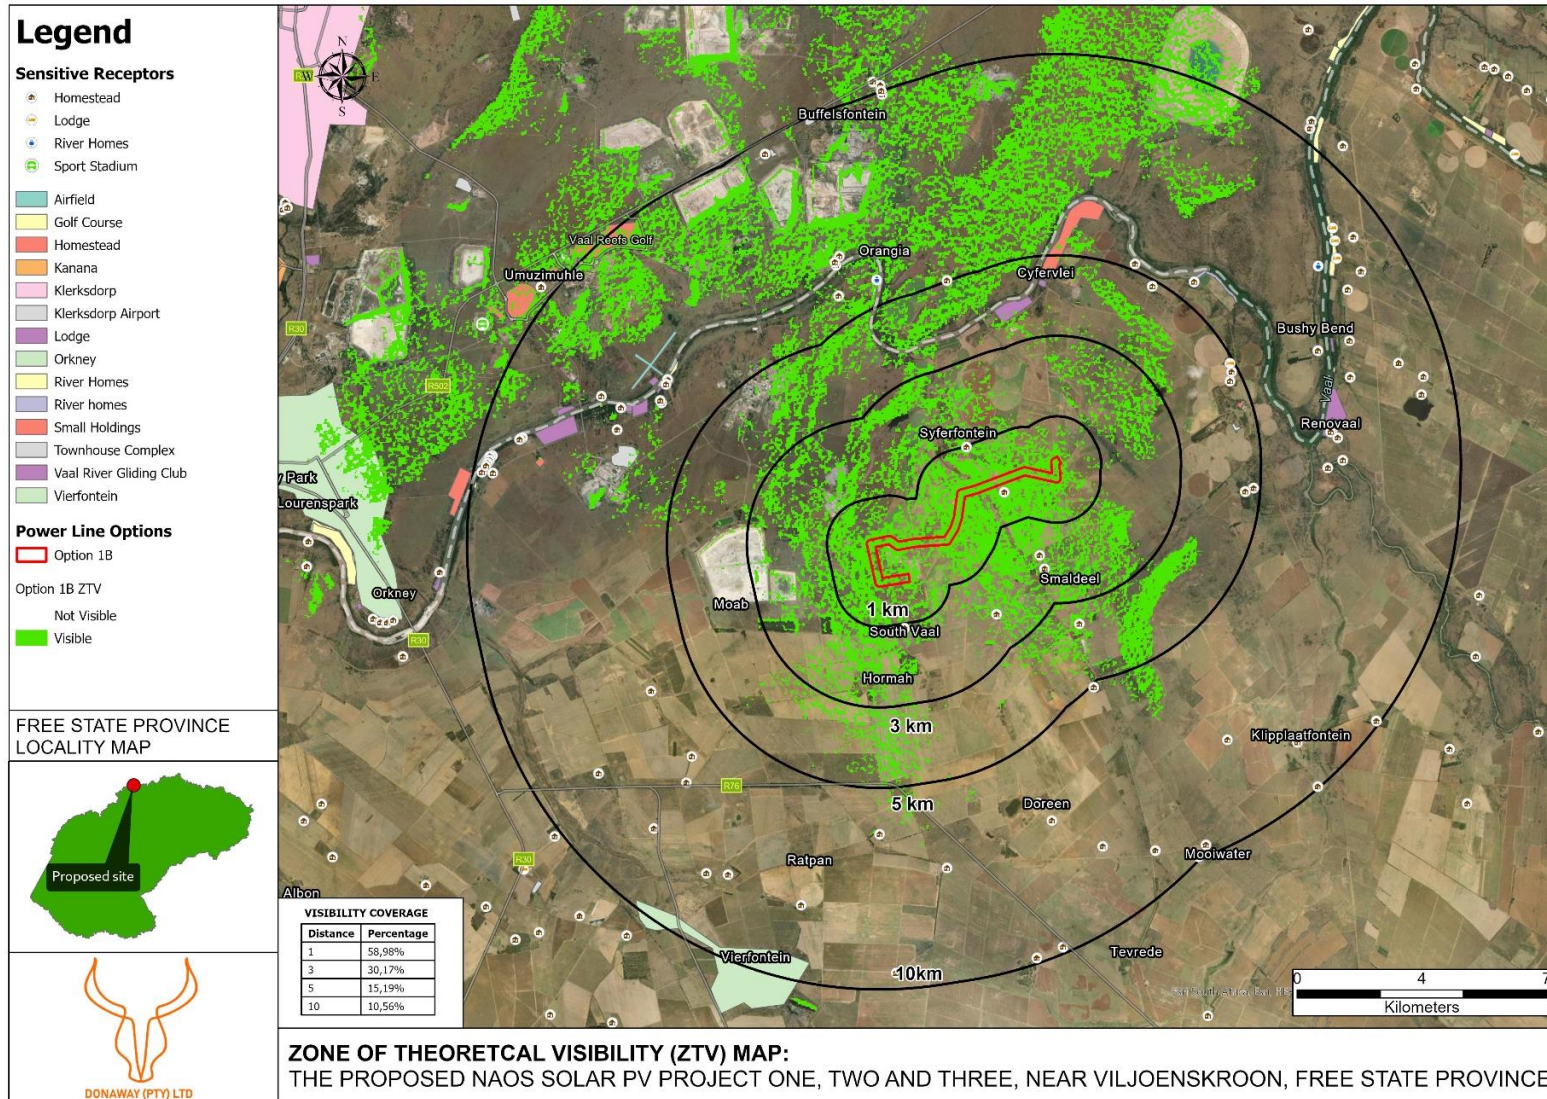 Legend
Sensitive Receptors
Homestead
Lodge
River Homes
Sport Stadium
Airfield
Golf Course
Homestead
Kanana
Klerksdorp
Klerksdorp Airport
Lodge
Orkney
River Homes
River homes
Small Holdings
Townhouse Complex
Vaal River Gliding Club
Vierfontein
Power Line Options
Option 1B
Option 1B ZTV
Not Visible
Visible
FREE STATE PROVINCE
LOCALITY MAP
Proposed site
DONAWAY (PTY) LTD
N
W
E
S
Buffelsfontein
Vaal Reefs Golf
Orangia
Umuzimuhle
Cyfervlei
R30
Bushy Bend
R502
Vaal
Renovaal
Syferfontein
y Park
Lourenspark
Smaldeel
Orkney
Moab
1 km
South Vaal
R30
Hormah
3 km
Klipplaatfontein
R76
5 km
Doreen
Mooiwater
Ratpan
R30
Albon
Tevrede
Vierfontein
10km
VISIBILITY COVERAGE
Distance Percentage
1 58,98%
3 30,17%
5 15,19%
10 10,56%
0 4 7
Kilometers
ZONE OF THEORETCAL VISIBILITY (ZTV) MAP:
THE PROPOSED NAOS SOLAR PV PROJECT ONE, TWO AND THREE, NEAR VILJOENSKROON, FREE STATE PROVINCE